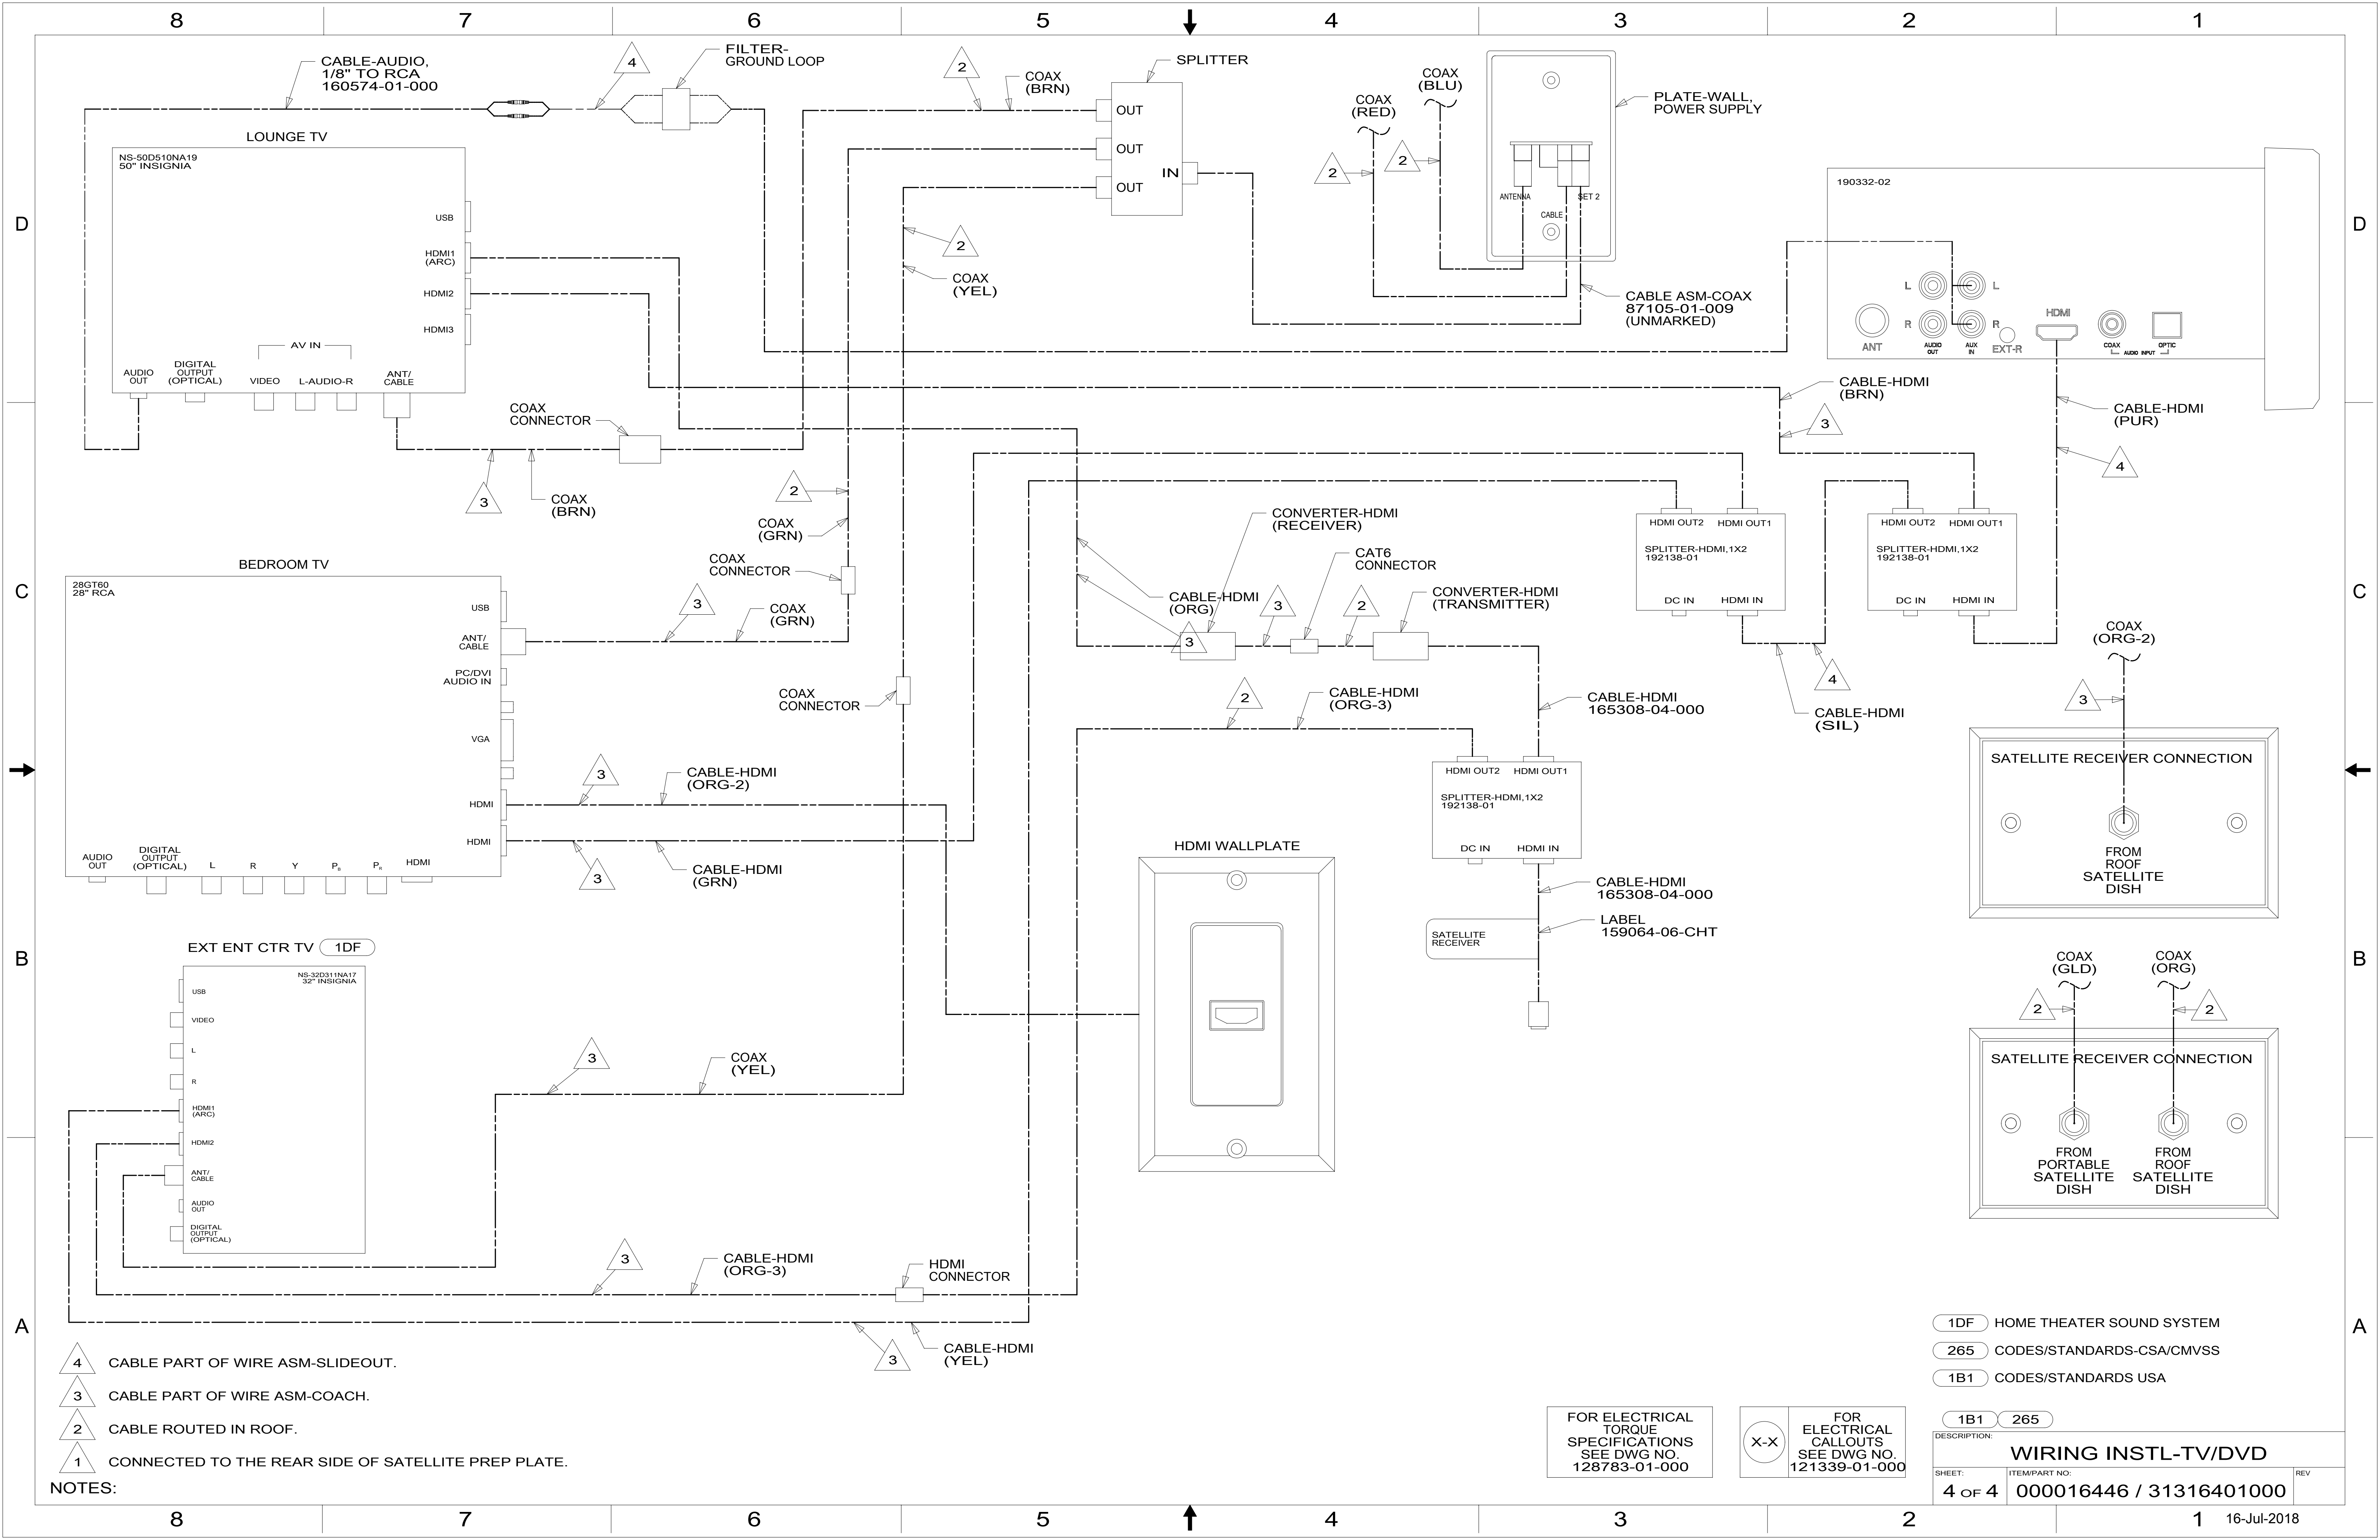 8 7 6 5 4 3 2 1
CABLE-AUDIO,
1/8" TO RCA
160574-01-000
4
FILTER-
GROUND LOOP
2
COAX
(BRN)
SPLITTER
OUT
OUT
OUT
IN
COAX
(RED)
COAX
(BLU)
2
2
PLATE-WALL,
POWER SUPPLY
ANTENNA
SET 2
CABLE
CABLE ASM-COAX
87105-01-009
(UNMARKED)
190332-02
L
L
R
R
ANT
AUDIO
OUT
AUX
IN
EXT-R
HDMI
COAX
OPTIC
AUDIO INPUT
D
D
LOUNGE TV
NS-50D510NA19
50" INSIGNIA
USB
HDMI1
(ARC)
HDMI2
HDMI3
AV IN
AUDIO
OUT
DIGITAL
OUTPUT
(OPTICAL)
VIDEO
L-AUDIO-R
ANT/
CABLE
2
COAX
(YEL)
COAX
CONNECTOR
3
COAX
(BRN)
CABLE-HDMI
(BRN)
3
CABLE-HDMI
(PUR)
4
2
COAX
(GRN)
COAX
CONNECTOR
3
COAX
(GRN)
COAX
CONNECTOR
CONVERTER-HDMI
(RECEIVER)
CAT6
CONNECTOR
CABLE-HDMI
(ORG)
3
3
2
CONVERTER-HDMI
(TRANSMITTER)
HDMI OUT2 HDMI OUT1
SPLITTER-HDMI,1X2
192138-01
DC IN HDMI IN
HDMI OUT2 HDMI OUT1
SPLITTER-HDMI,1X2
192138-01
DC IN HDMI IN
C
C
BEDROOM TV
28GT60
28" RCA
USB
ANT/
CABLE
PC/DVI
AUDIO IN
VGA
HDMI
HDMI
AUDIO
OUT
DIGITAL
OUTPUT
(OPTICAL)
L
R
Y
PB
PR
HDMI
3
CABLE-HDMI
(ORG-2)
3
CABLE-HDMI
(GRN)
2
CABLE-HDMI
(ORG-3)
CABLE-HDMI
165308-04-000
4
CABLE-HDMI
(SIL)
COAX
(ORG-2)
3
SATELLITE RECEIVER CONNECTION
FROM
ROOF
SATELLITE
DISH
HDMI OUT2 HDMI OUT1
SPLITTER-HDMI,1X2
192138-01
DC IN HDMI IN
HDMI WALLPLATE
CABLE-HDMI
165308-04-000
LABEL
159064-06-CHT
SATELLITE
RECEIVER
B
B
EXT ENT CTR TV 1DF
NS-32D311NA17
32" INSIGNIA
USB
VIDEO
L
R
HDMI1
(ARC)
HDMI2
ANT/
CABLE
AUDIO
OUT
DIGITAL
OUTPUT
(OPTICAL)
3
COAX
(YEL)
COAX
(GLD)
COAX
(ORG)
2
2
SATELLITE RECEIVER CONNECTION
FROM
PORTABLE
SATELLITE
DISH
FROM
ROOF
SATELLITE
DISH
3
CABLE-HDMI
(ORG-3)
HDMI
CONNECTOR
3
CABLE-HDMI
(YEL)
A
A
4 CABLE PART OF WIRE ASM-SLIDEOUT.
3 CABLE PART OF WIRE ASM-COACH.
2 CABLE ROUTED IN ROOF.
1 CONNECTED TO THE REAR SIDE OF SATELLITE PREP PLATE.
NOTES:
1DF HOME THEATER SOUND SYSTEM
265 CODES/STANDARDS-CSA/CMVSS
1B1 CODES/STANDARDS USA
1B1 265
FOR ELECTRICAL
TORQUE
SPECIFICATIONS
SEE DWG NO.
128783-01-000
X-X
FOR
ELECTRICAL
CALLOUTS
SEE DWG NO.
121339-01-000
DESCRIPTION:
WIRING INSTL-TV/DVD
SHEET:
4 OF 4
ITEM/PART NO:
000016446 / 31316401000
REV
8 7 6 5 4 3 2 1
16-Jul-2018